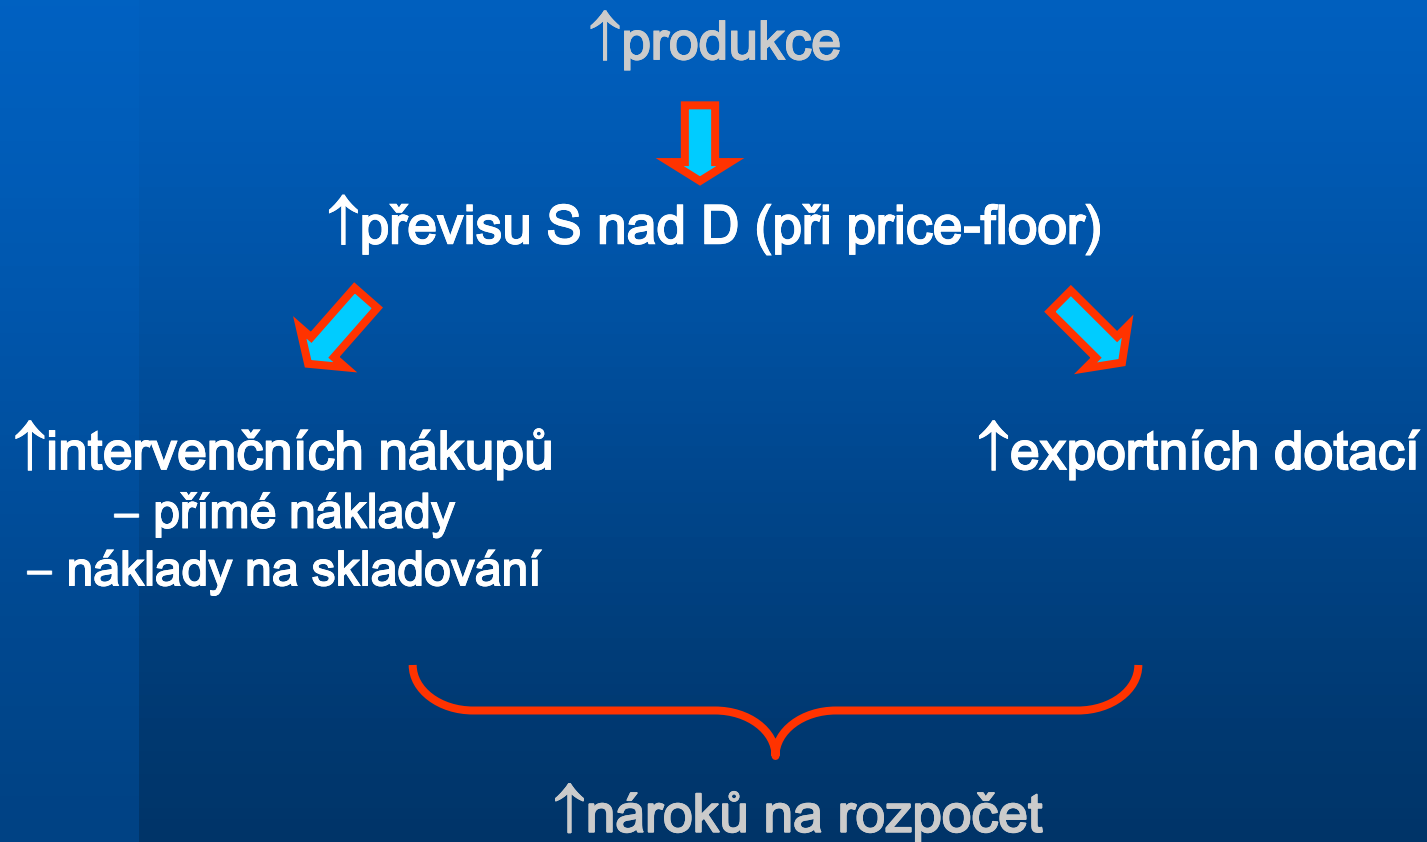 ↑produkce
↑převisu S nad D (při price-floor)
↑intervenčních nákupů
– přímé náklady
– náklady na skladování
↑exportních dotací
↑nároků na rozpočet